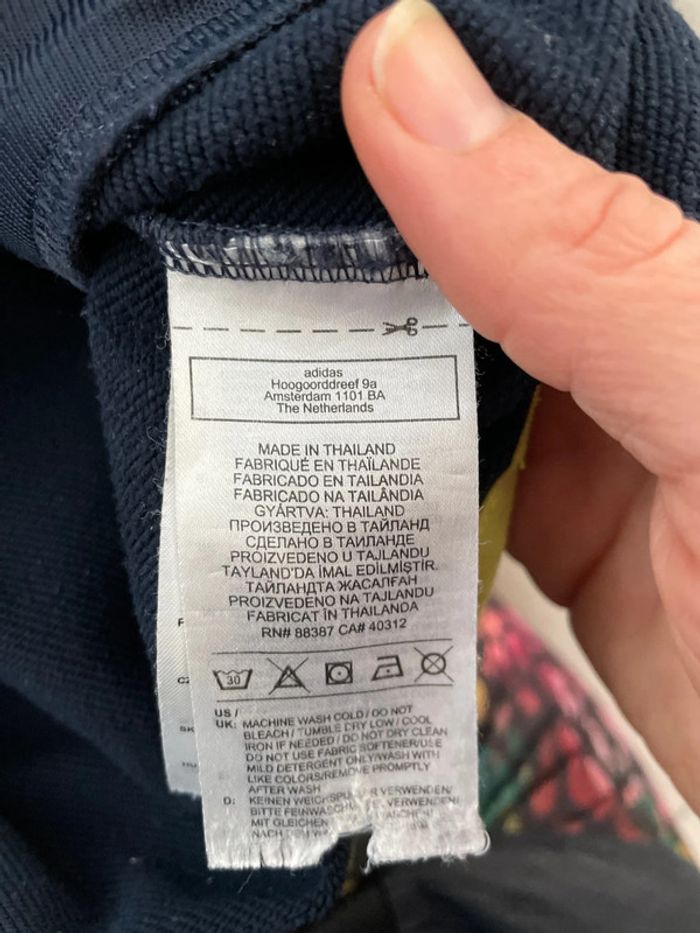 adidas
Hoogoorddreef 9a
Amsterdam 1101 BA
The Netherlands
MADE IN THAILAND
FABRIQUÉ EN THAÏLANDE
FABRICADO EN TAILANDIA
FABRICADO NA TAILÂNDIA
GYÁRTVA: THAILAND
ПРОИЗВЕДЕНО В ТАЙЛАНД
СДЕЛАНО В ТАИЛАНДЕ
PROIZVEDENO U TAJLANDU
TAYLAND'DA İMAL EDİLMİŞTİR.
ТАЙЛАНДТА ЖАСАЛҒАН
PROIZVEDENO NA TAJLANDU
FABRICAT ÎN THAILANDA
RN# 88387 CA# 40312
30
US /
UK: MACHINE WASH COLD / DO NOT
BLEACH / TUMBLE DRY LOW / COOL
IRON IF NEEDED / DO NOT DRY CLEAN
DO NOT USE FABRIC SOFTENER/USE
MILD DETERGENT ONLY/WASH WITH
LIKE COLORS/REMOVE PROMPTLY
AFTER WASH
D: KEINEN VERWENDEN/
BITTE VERWENDEN/
MIT GLEICHEN
NACH